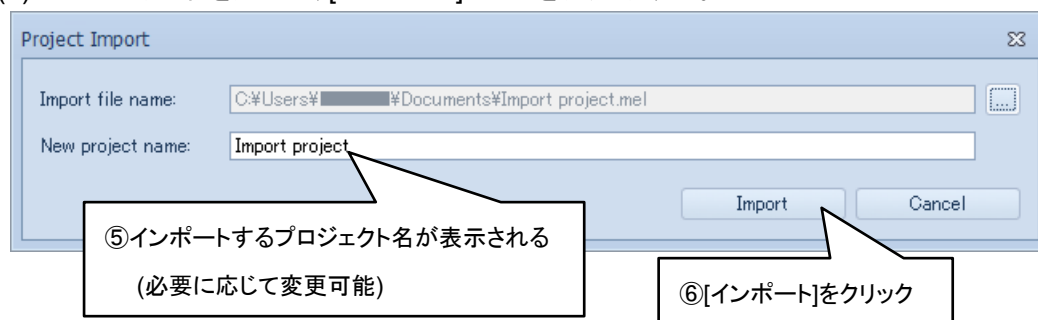 Project Import
Import file name: C:¥Users¥ ¥Documents¥Import project.mel ...
New project name: Import project
Import Cancel
⑤インポートするプロジェクト名が表示される
(必要に応じて変更可能)
⑥[インポート]をクリック